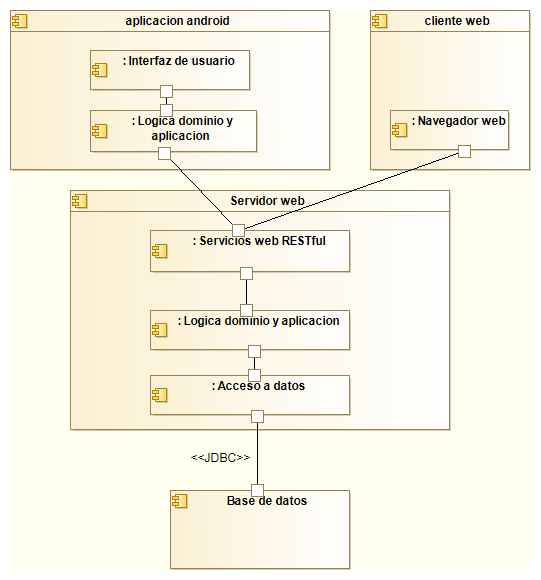 aplicacion android
cliente web
: Interfaz de usuario
: Logica dominio y
aplicacion
: Navegador web
Servidor web
: Servicios web RESTful
: Logica dominio y aplicacion
: Acceso a datos
<<JDBC>>
Base de datos